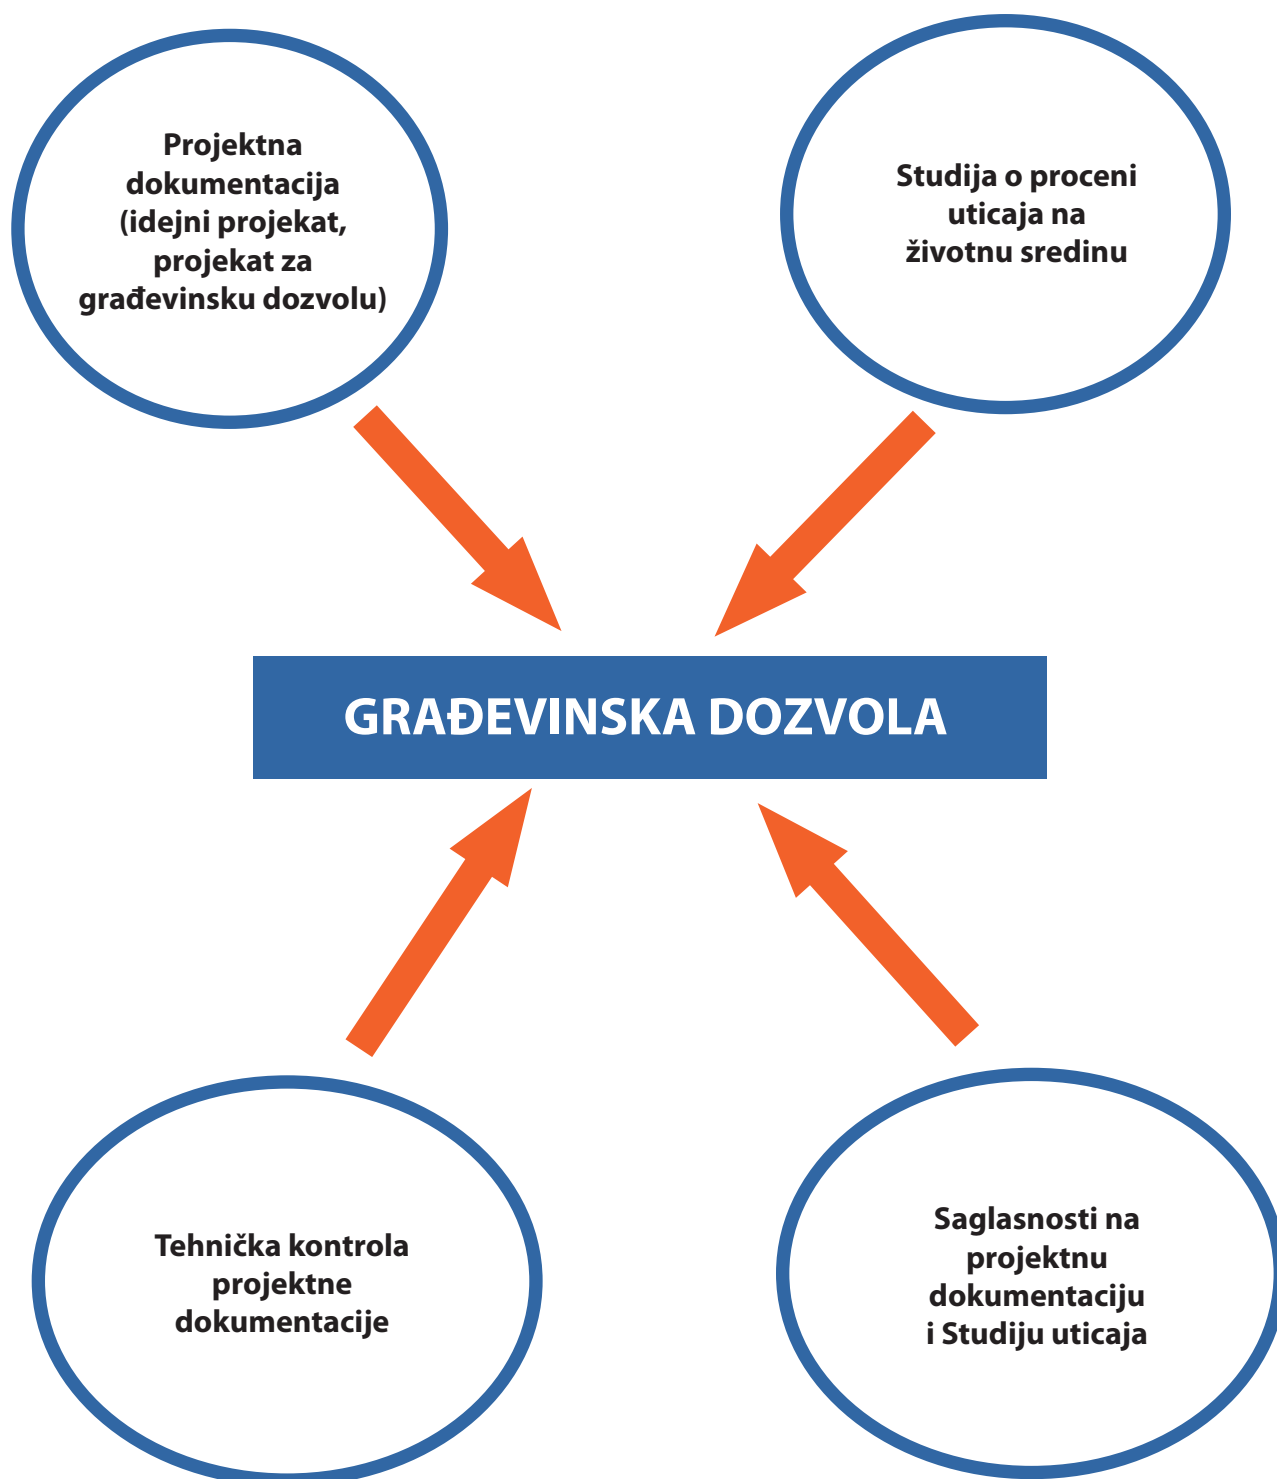 Projektna
dokumentacija
(idejni projekat,
projekat za
građevinsku dozvolu)
Studija o proceni
uticaja na
životnu sredinu
GRAĐEVINSKA DOZVOLA
Tehnička kontrola
projektne
dokumentacije
Saglasnosti na
projektnu
dokumentaciju
i Studiju uticaja